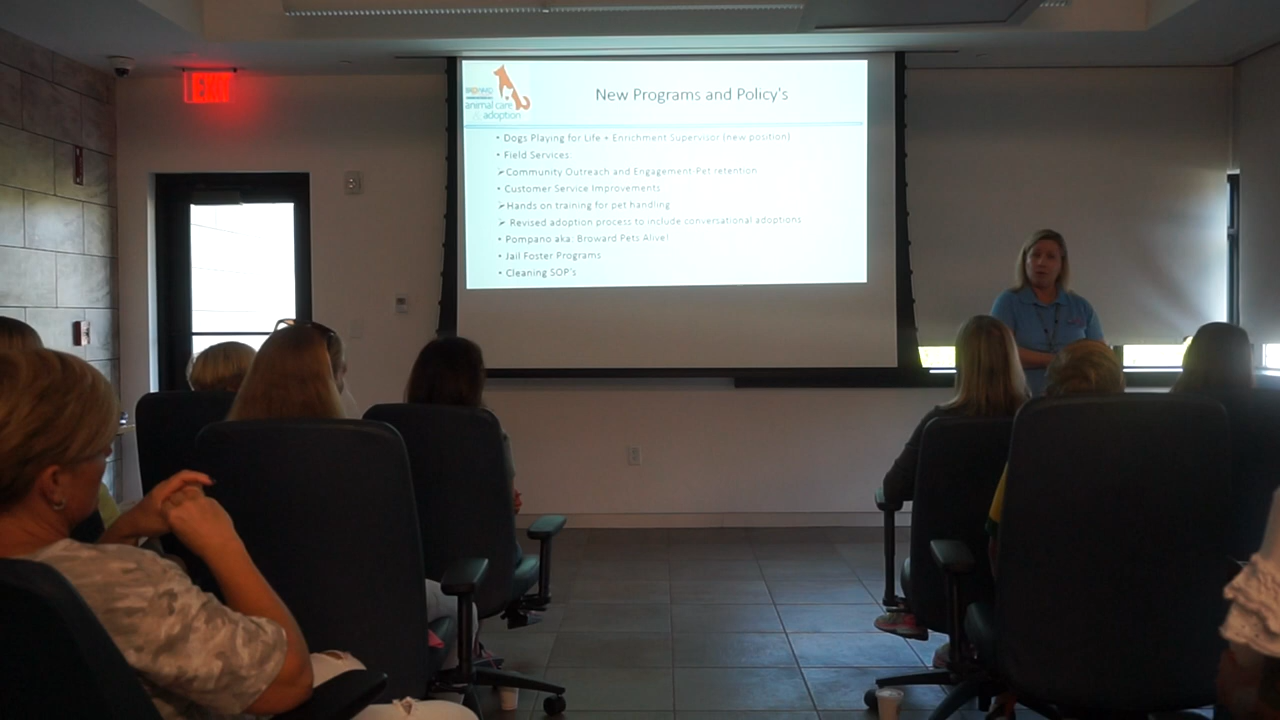 EXIT
BROWARD
animal care
& adoption
New Programs and Policy's
• Dogs Playing for Life + Enrichment Supervisor (new position)
• Field Services:
➢Community Outreach and Engagement-Pet retention
• Customer Service Improvements
➢Hands on training for pet handling
➢ Revised adoption process to include conversational adoptions
• Pompano aka: Broward Pets Alive!
• Jail Foster Programs
• Cleaning SOP's